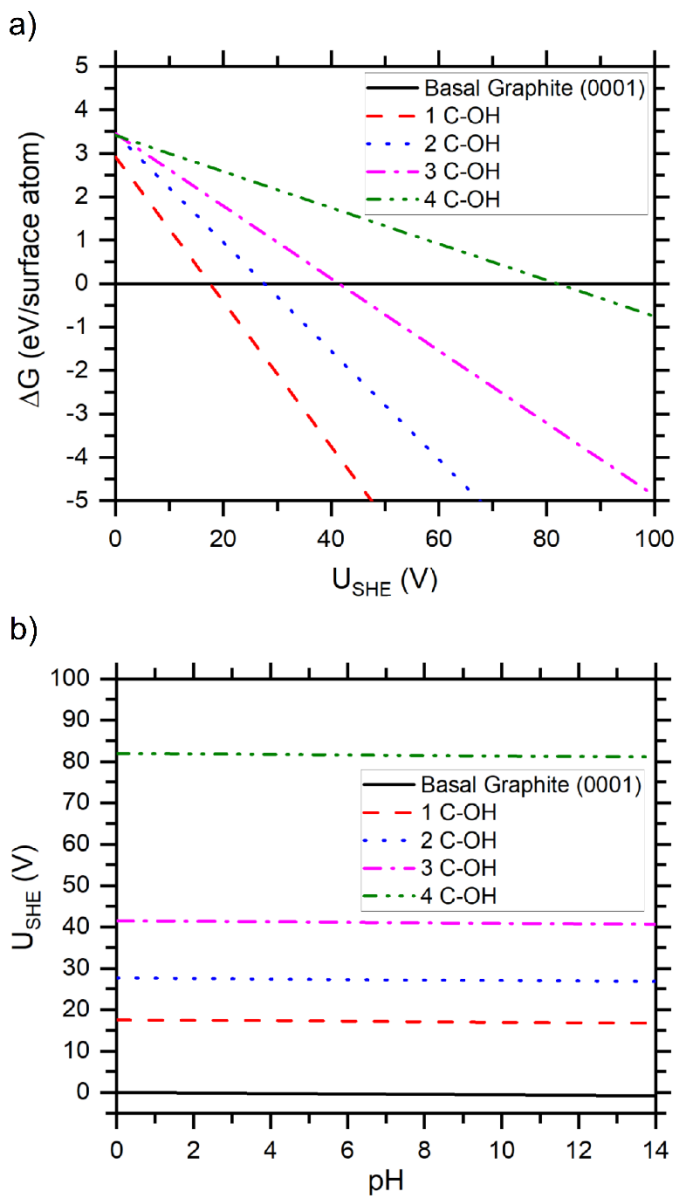 a)
5
4
3
2
1
0
-1
-2
-3
-4
-5
ΔG (eV/surface atom)
Basal Graphite (0001)
1 C-OH
2 C-OH
3 C-OH
4 C-OH
0 20 40 60 80 100
U_SHE (V)
b)
100
90
80
70
60
50
40
30
20
10
0
U_SHE (V)
Basal Graphite (0001)
1 C-OH
2 C-OH
3 C-OH
4 C-OH
0 2 4 6 8 10 12 14
pH